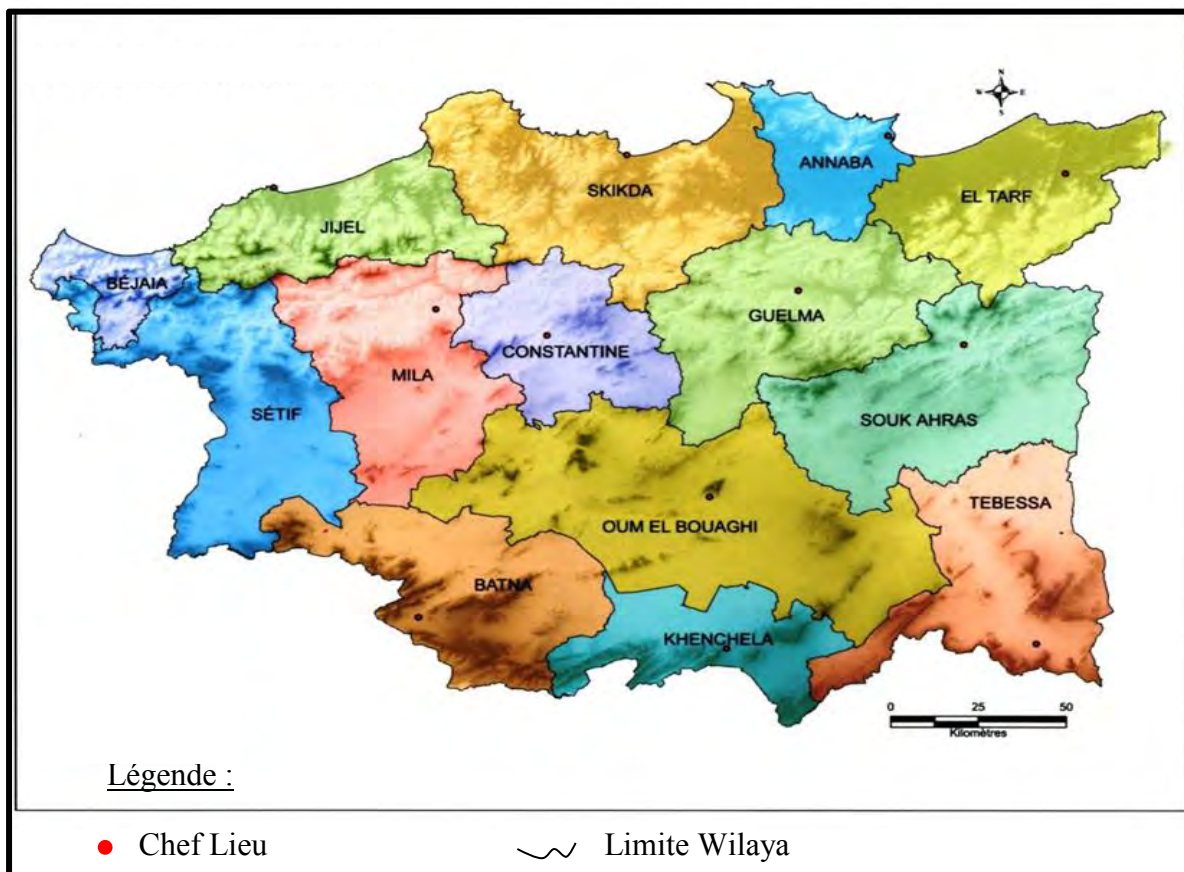 N
W E
S
ANNABA
SKIKDA
EL TARF
JIJEL
BÉJAIA
GUELMA
CONSTANTINE
MILA
SÉTIF
SOUK AHRAS
TEBESSA
OUM EL BOUAGHI
BATNA
KHENCHELA
0 25 50
Kilomètres
Légende :
Chef Lieu Limite Wilaya